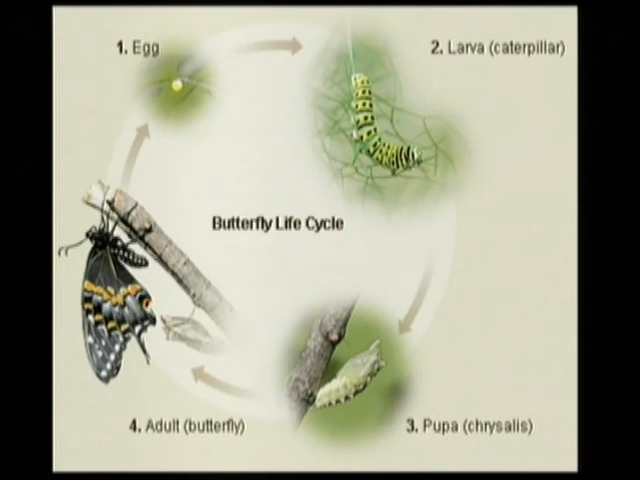 1. Egg
2. Larva (caterpillar)
Butterfly Life Cycle
4. Adult (butterfly)
3. Pupa (chrysalis)